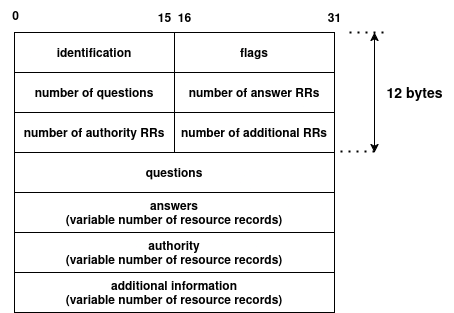 0 15 16 31
identification flags
number of questions number of answer RRs
12 bytes
number of authority RRs number of additional RRs
questions
answers
(variable number of resource records)
authority
(variable number of resource records)
additional information
(variable number of resource records)